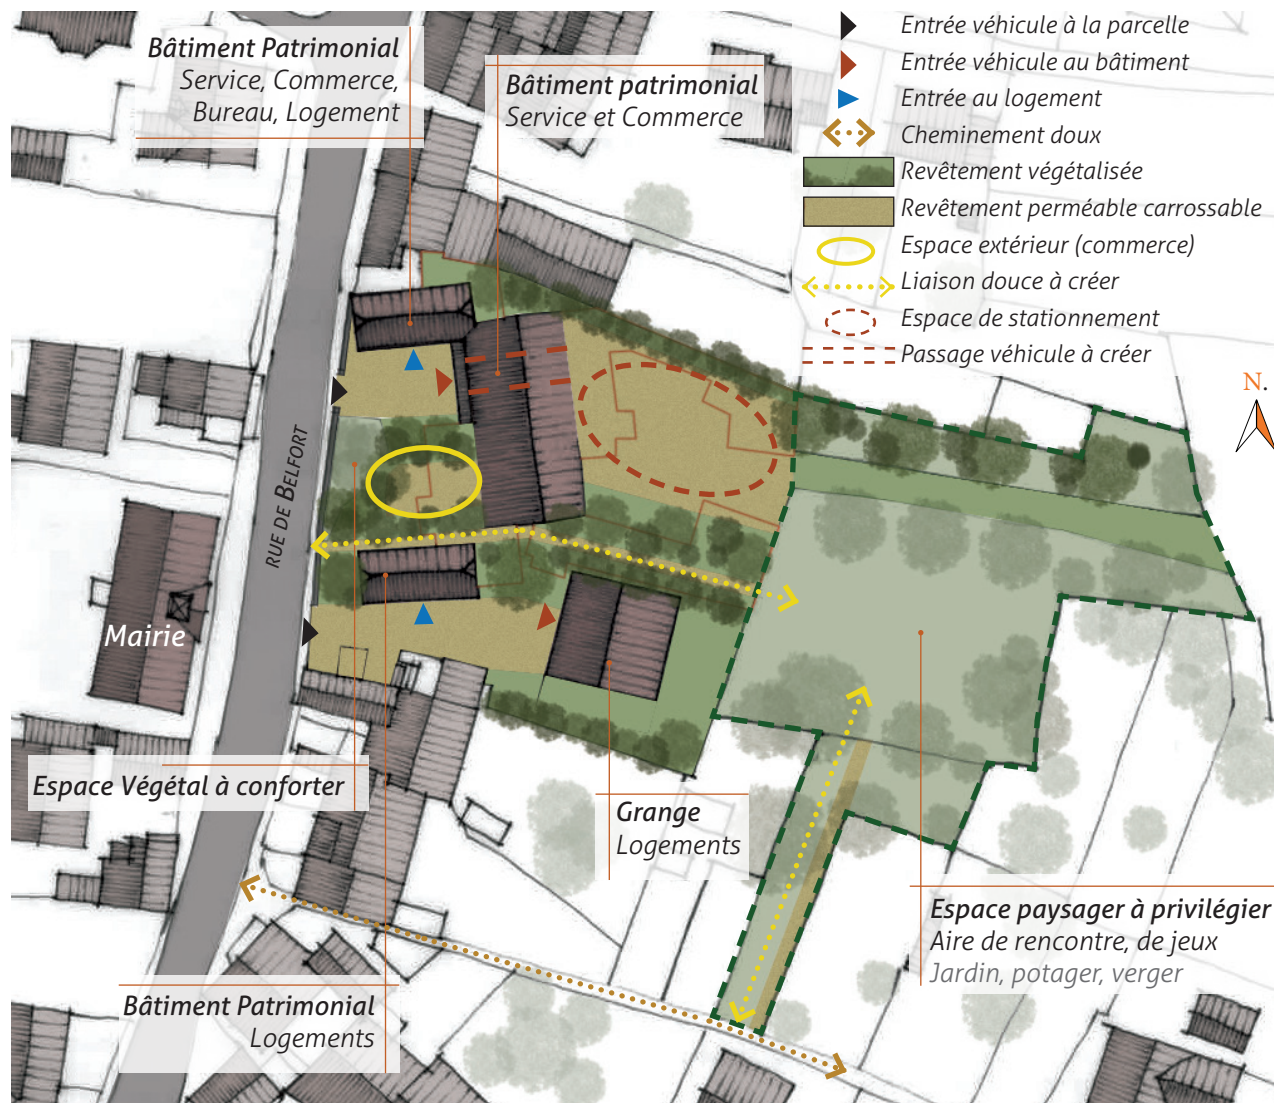 Bâtiment Patrimonial
Service, Commerce,
Bureau, Logement
Bâtiment patrimonial
Service et Commerce
Entrée véhicule à la parcelle
Entrée véhicule au bâtiment
Entrée au logement
Cheminement doux
Revêtement végétalisée
Revêtement perméable carrossable
Espace extérieur (commerce)
Liaison douce à créer
Espace de stationnement
Passage véhicule à créer
N.
RUE DE BELFORT
Mairie
Espace Végétal à conforter
Grange
Logements
Espace paysager à privilégier
Aire de rencontre, de jeux
Jardin, potager, verger
Bâtiment Patrimonial
Logements